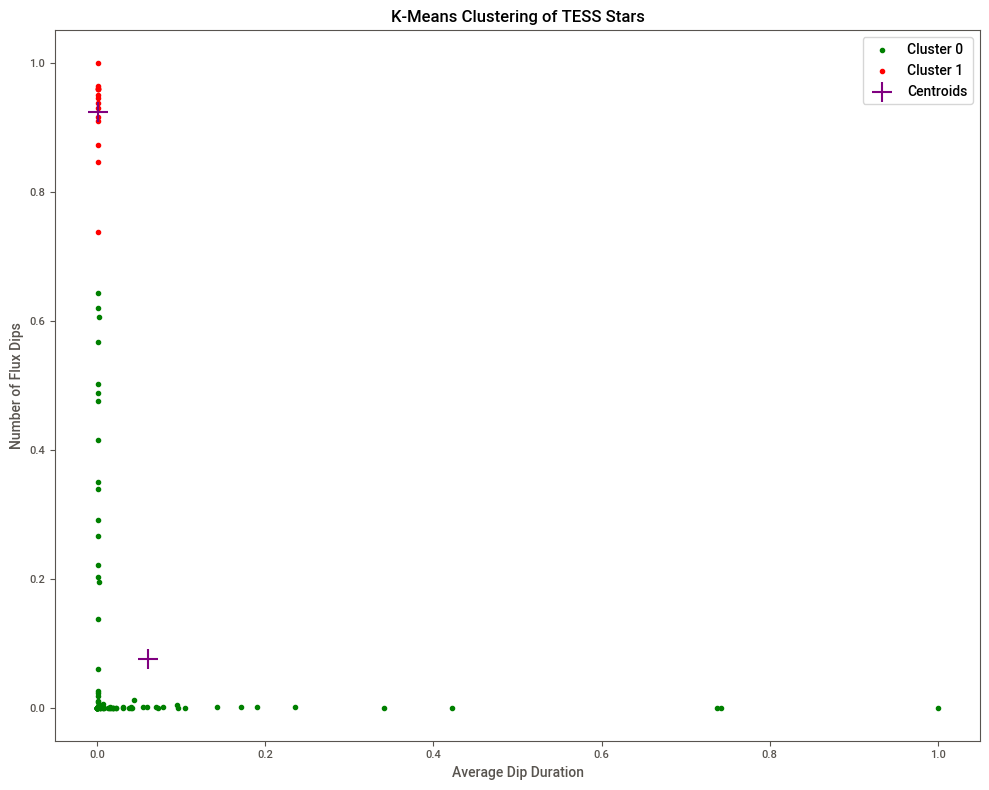 K-Means Clustering of TESS Stars
Cluster 0
Cluster 1
Centroids
Number of Flux Dips
1.0
0.8
0.6
0.4
0.2
0.0
0.0 0.2 0.4 0.6 0.8 1.0
Average Dip Duration